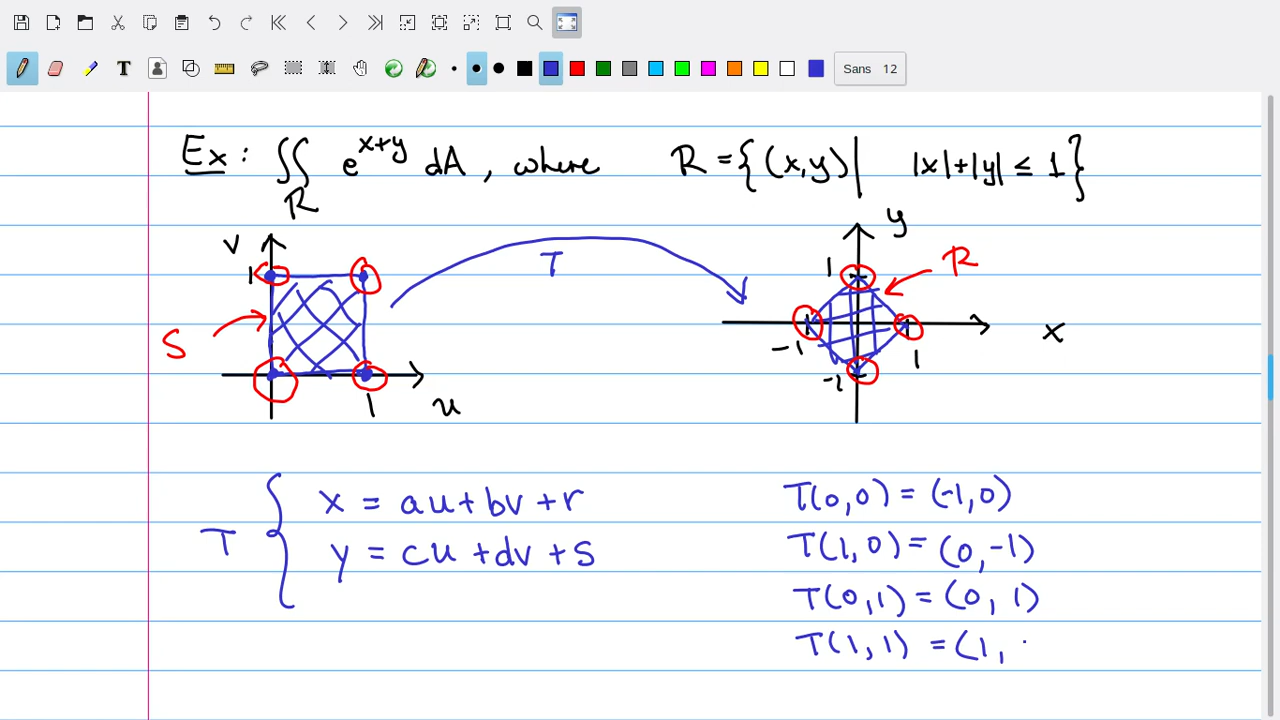 Sans 12
Ex: ∬_R e^{x+y} dA, where R = {(x,y) | |x|+|y| ≤ 1}
v y
1 T 1 R
S
-1 1 x
-1
1 u
T { x = au+bv+r
y = cu+dv+s
T(0,0) = (-1,0)
T(1,0) = (0,-1)
T(0,1) = (0, 1)
T(1,1) = (1,